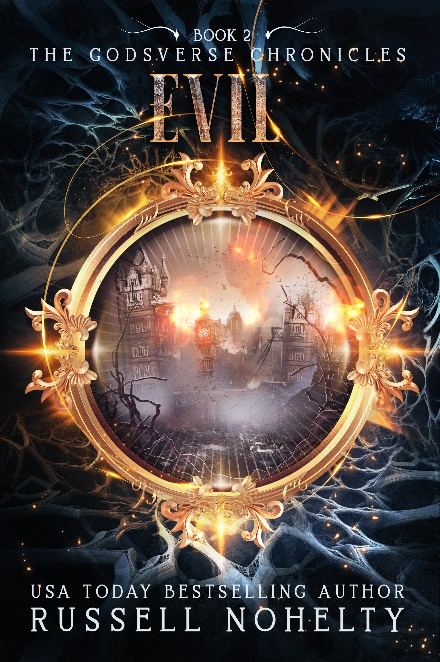 BOOK 2
THE GODSVERSE CHRONICLES
EVIL
USA TODAY BESTSELLING AUTHOR
RUSSELL NOHELTY